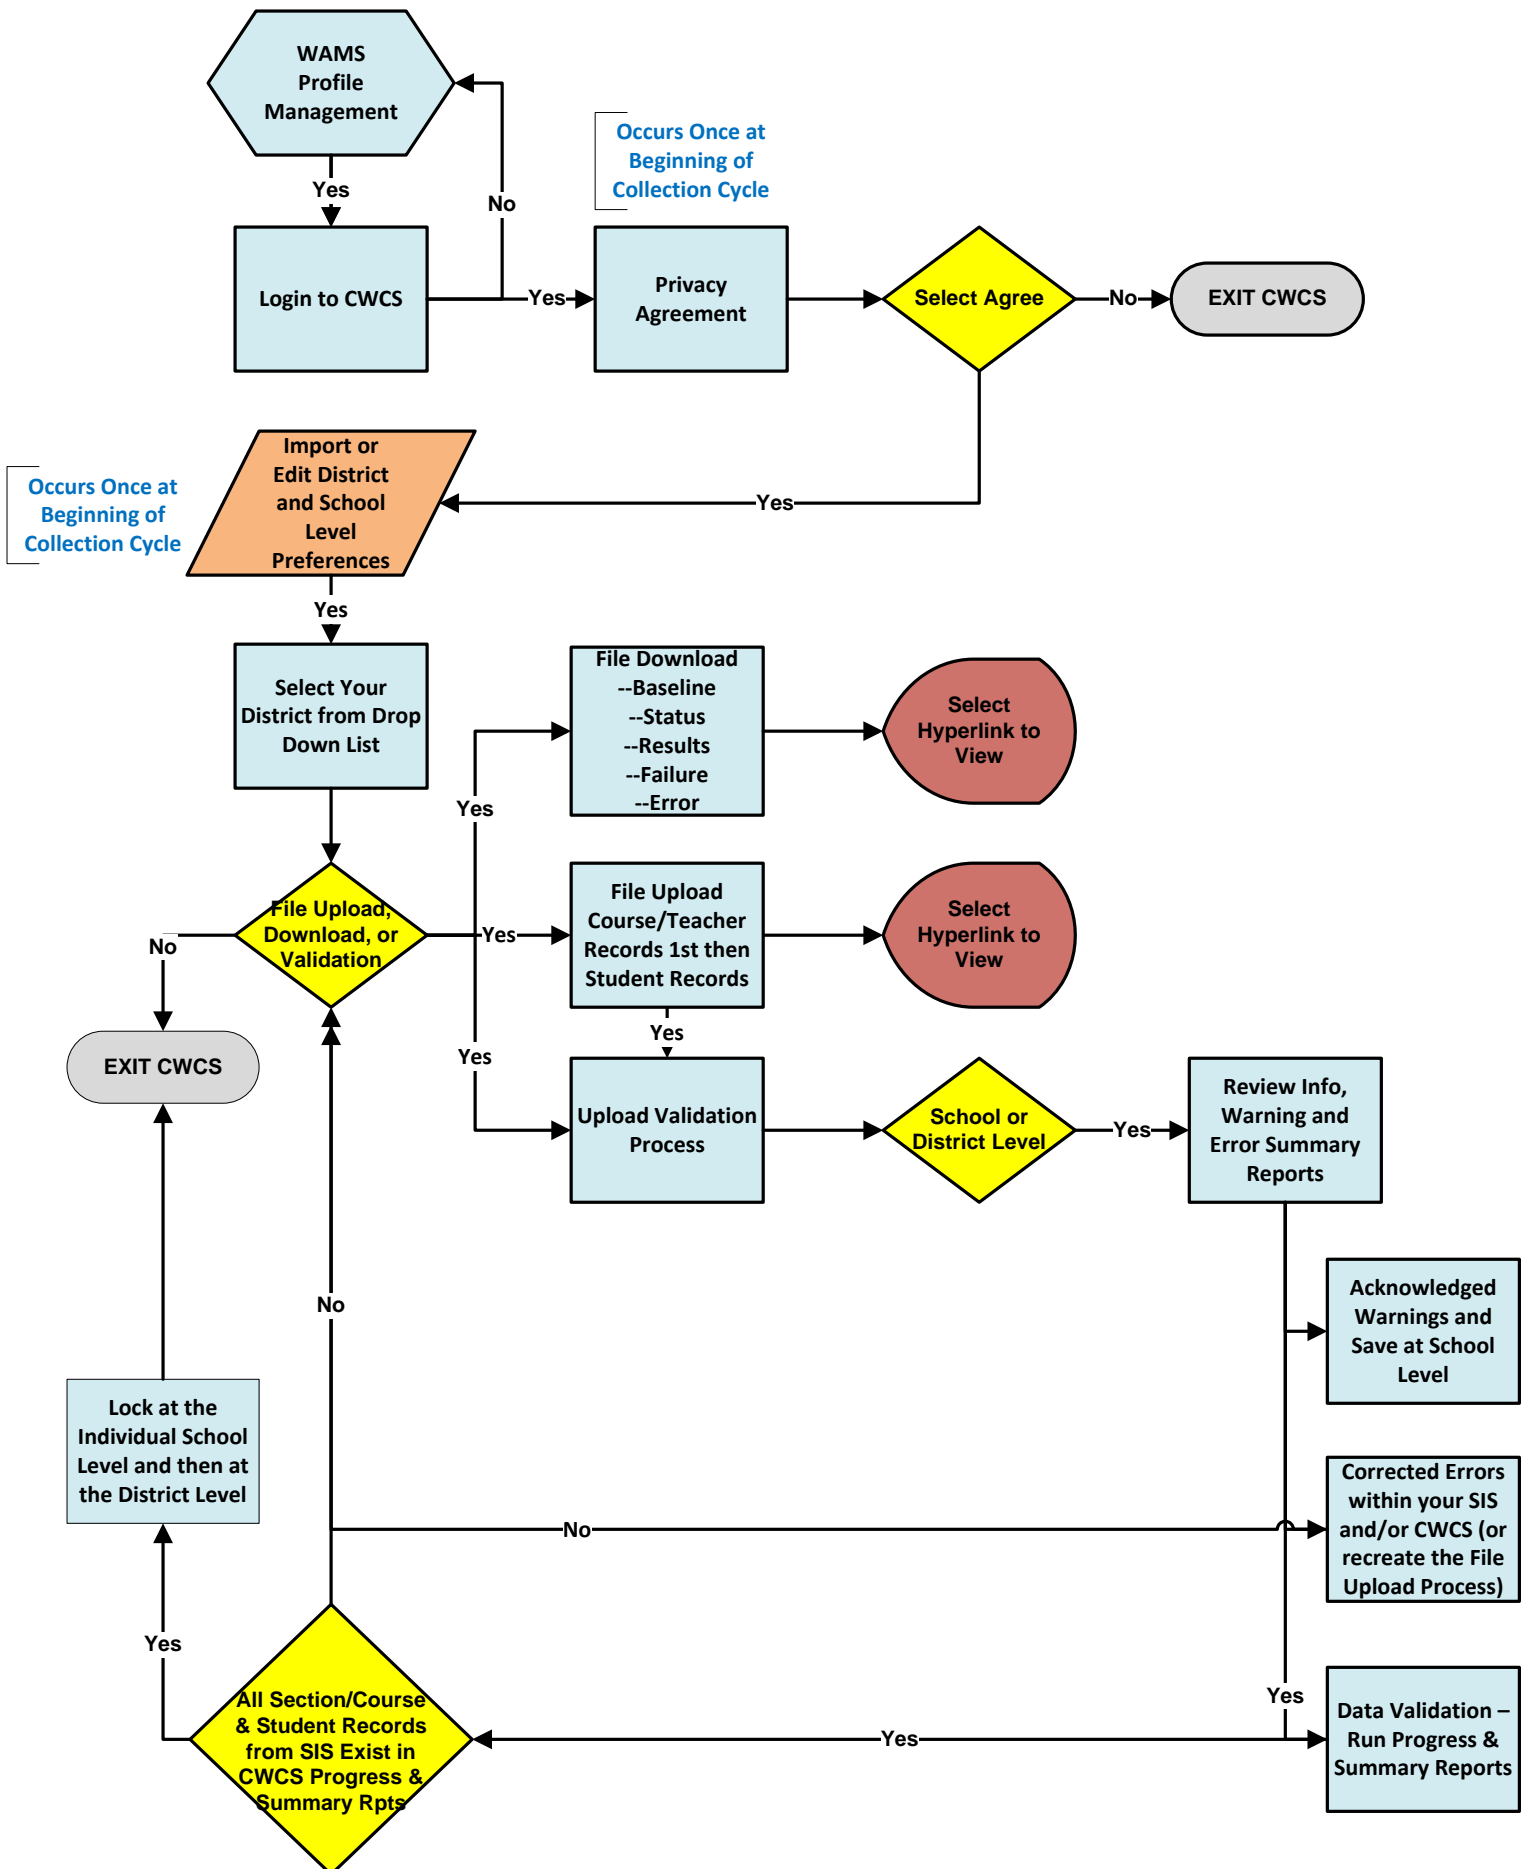 WAMS
Profile
Management
Yes
No
Occurs Once at
Beginning of
Collection Cycle
Login to CWCS
Yes
Privacy
Agreement
Select Agree
No
EXIT CWCS
Yes
Occurs Once at
Beginning of
Collection Cycle
Import or
Edit District
and School
Level
Preferences
Yes
Select Your
District from Drop
Down List
File Download
--Baseline
--Status
--Results
--Failure
--Error
Select
Hyperlink to
View
Yes
File Upload,
Download, or
Validation
No
Yes
File Upload
Course/Teacher
Records 1st then
Student Records
Select
Hyperlink to
View
EXIT CWCS
Yes
Yes
Upload Validation
Process
School or
District Level
Yes
Review Info,
Warning and
Error Summary
Reports
No
Acknowledged
Warnings and
Save at School
Level
Lock at the
Individual School
Level and then at
the District Level
No
Corrected Errors
within your SIS
and/or CWCS (or
recreate the File
Upload Process)
Yes
All Section/Course
& Student Records
from SIS Exist in
CWCS Progress &
Summary Rpts
Yes
Yes
Data Validation –
Run Progress &
Summary Reports